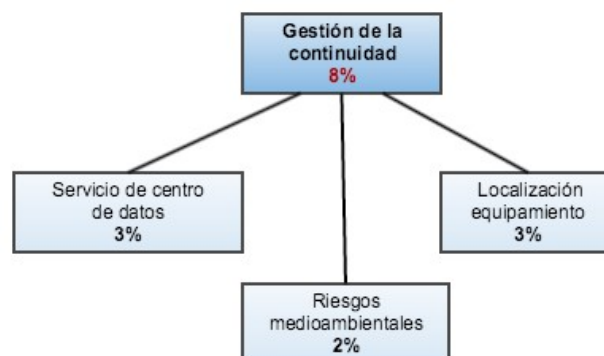 Gestión de la
continuidad
8%
Servicio de centro
de datos
3%
Localización
equipamiento
3%
Riesgos
medioambientales
2%